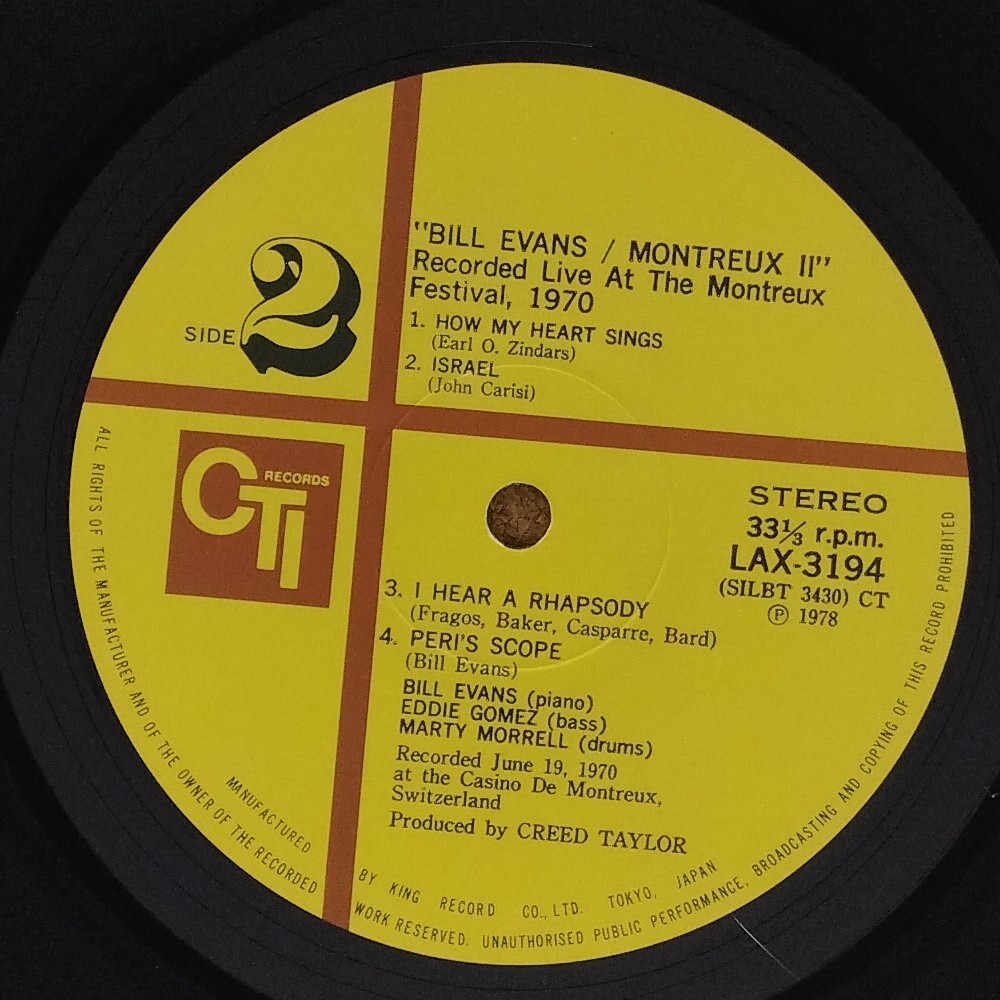 "BILL EVANS / MONTREUX II"
Recorded Live At The Montreux
Festival, 1970
1. HOW MY HEART SINGS
(Earl O. Zindars)
2. ISRAEL
(John Carisi)
SIDE 2
CTI RECORDS
STEREO
33⅓ r.p.m.
LAX-3194
(SILBT 3430) CT
Ⓟ 1978
3. I HEAR A RHAPSODY
(Fragos, Baker, Casparre, Bard)
4. PERI'S SCOPE
(Bill Evans)
BILL EVANS (piano)
EDDIE GOMEZ (bass)
MARTY MORRELL (drums)
Recorded June 19, 1970
at the Casino De Montreux,
Switzerland
Produced by CREED TAYLOR
MANUFACTURED BY KING RECORD CO., LTD. TOKYO, JAPAN
ALL RIGHTS OF THE MANUFACTURER AND OF THE OWNER OF THE RECORDED WORK RESERVED. UNAUTHORISED PUBLIC PERFORMANCE, BROADCASTING AND COPYING OF THIS RECORD PROHIBITED